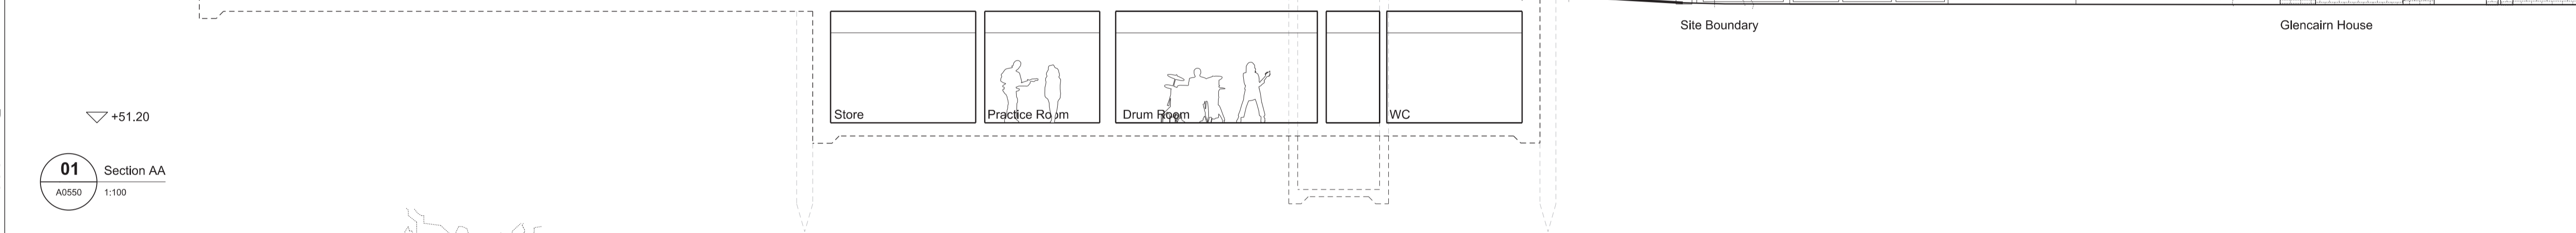 Site Boundary
Glencairn House
+51.20
Store
Practice Room
Drum Room
WC
01
Section AA
A0550
1:100